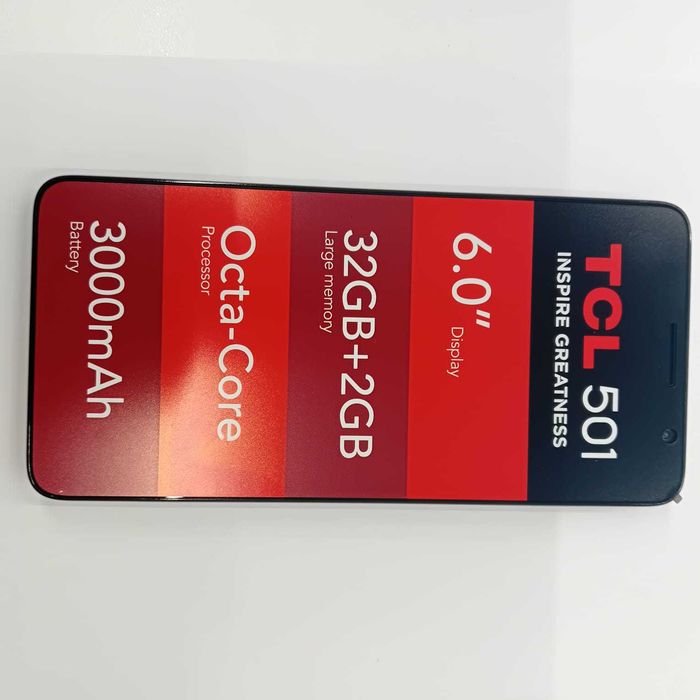 TCL 501
INSPIRE GREATNESS
6.0" Display
32GB+2GB
Large memory
Octa-Core
Processor
3000mAh
Battery